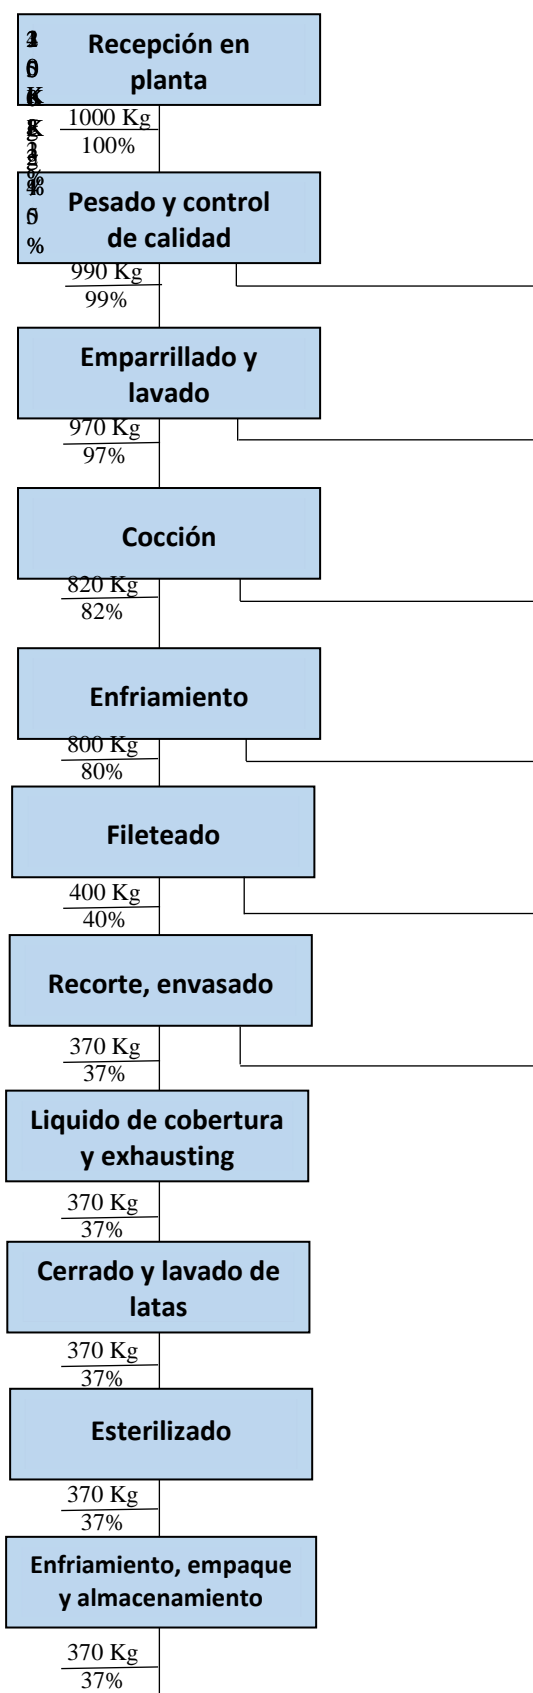 Recepción en
planta
1000 Kg
100%
Pesado y control
de calidad
990 Kg
99%
Emparrillado y
lavado
970 Kg
97%
Cocción
820 Kg
82%
Enfriamiento
800 Kg
80%
Fileteado
400 Kg
40%
Recorte, envasado
370 Kg
37%
Liquido de cobertura
y exhausting
370 Kg
37%
Cerrado y lavado de
latas
370 Kg
37%
Esterilizado
370 Kg
37%
Enfriamiento, empaque
y almacenamiento
370 Kg
37%